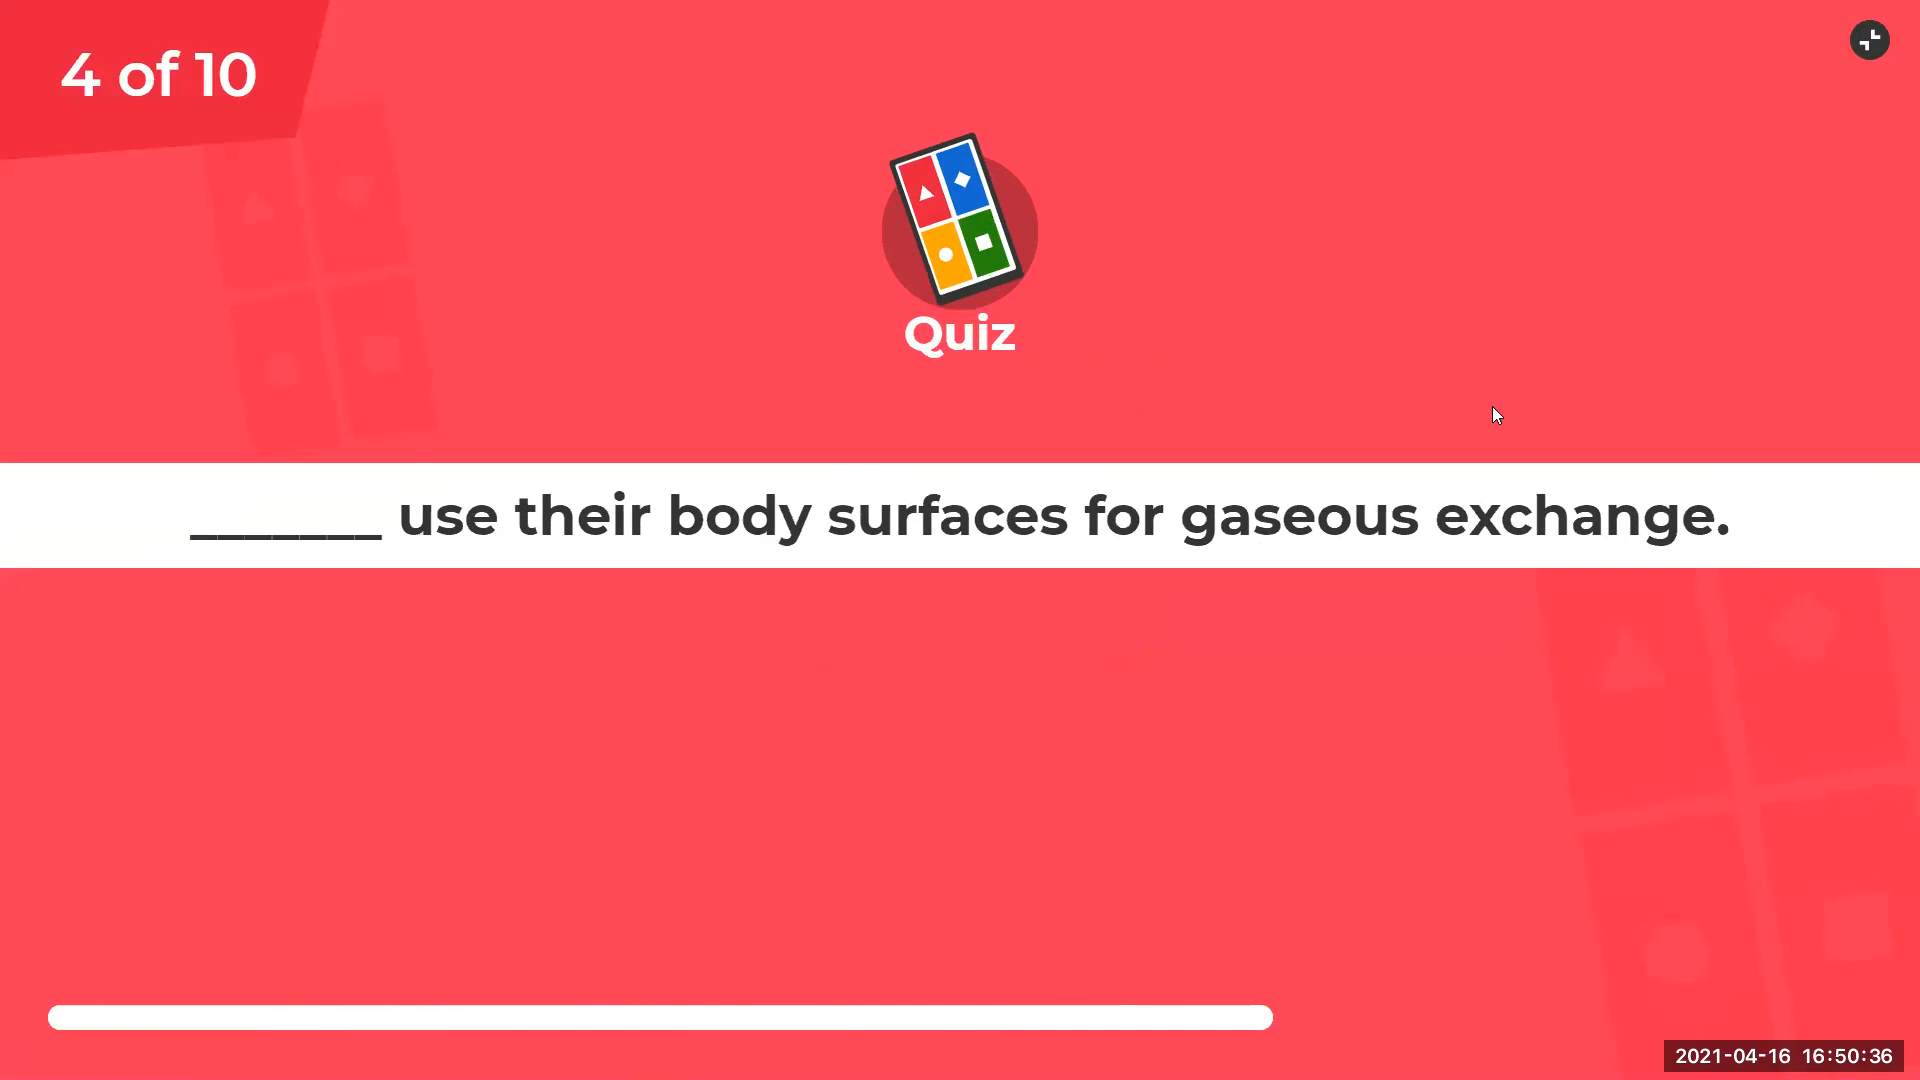 4 of 10
Quiz
_______ use their body surfaces for gaseous exchange.
2021-04-16 16:50:36